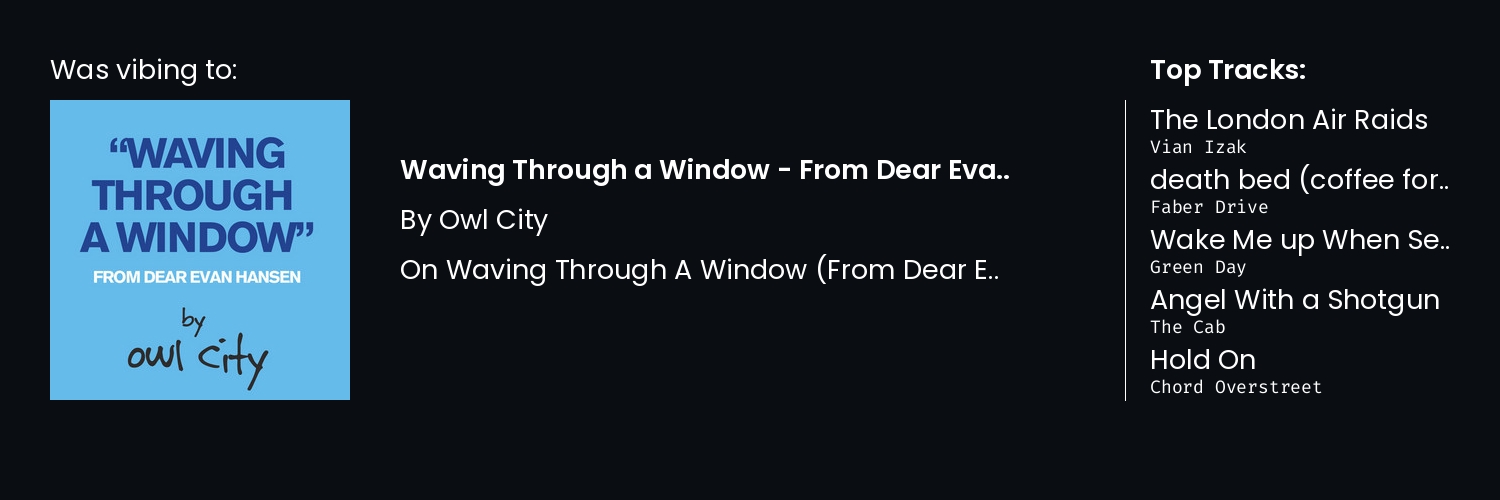 Was vibing to:
“WAVING
THROUGH
A WINDOW”
FROM DEAR EVAN HANSEN
by
owl city
Waving Through a Window - From Dear Eva..
By Owl City
On Waving Through A Window (From Dear E..
Top Tracks:
The London Air Raids
Vian Izak
death bed (coffee for..
Faber Drive
Wake Me up When Se..
Green Day
Angel With a Shotgun
The Cab
Hold On
Chord Overstreet